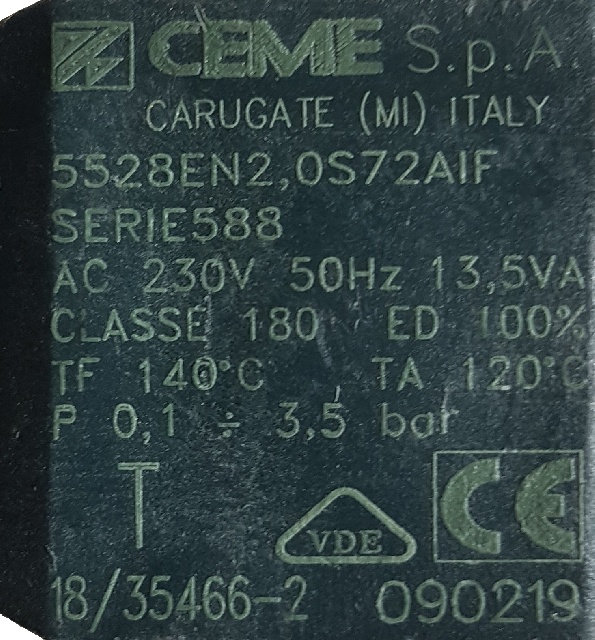 CEME S.p.A.
CARUGATE (MI) ITALY
5528EN2,0S72AIF
SERIE588
AC 230V 50Hz 13,5VA
CLASSE 180 ED 100%
TF 140°C TA 120°C
P 0,1 ÷ 3,5 bar
T
VDE
CE
18/35466-2 090219